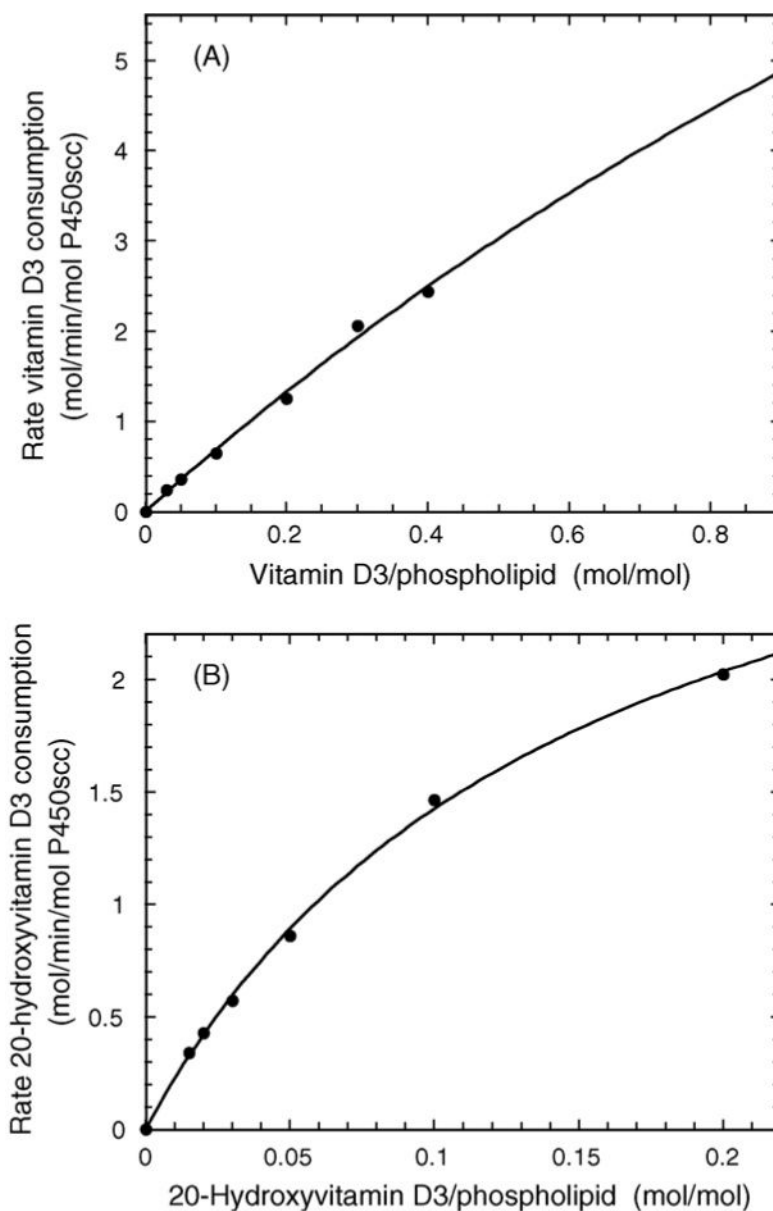 (A)
Rate vitamin D3 consumption
(mol/min/mol P450scc)
5
4
3
2
1
0
0 0.2 0.4 0.6 0.8
Vitamin D3/phospholipid (mol/mol)
(B)
Rate 20-hydroxyvitamin D3 consumption
(mol/min/mol P450scc)
2
1.5
1
0.5
0
0 0.05 0.1 0.15 0.2
20-Hydroxyvitamin D3/phospholipid (mol/mol)